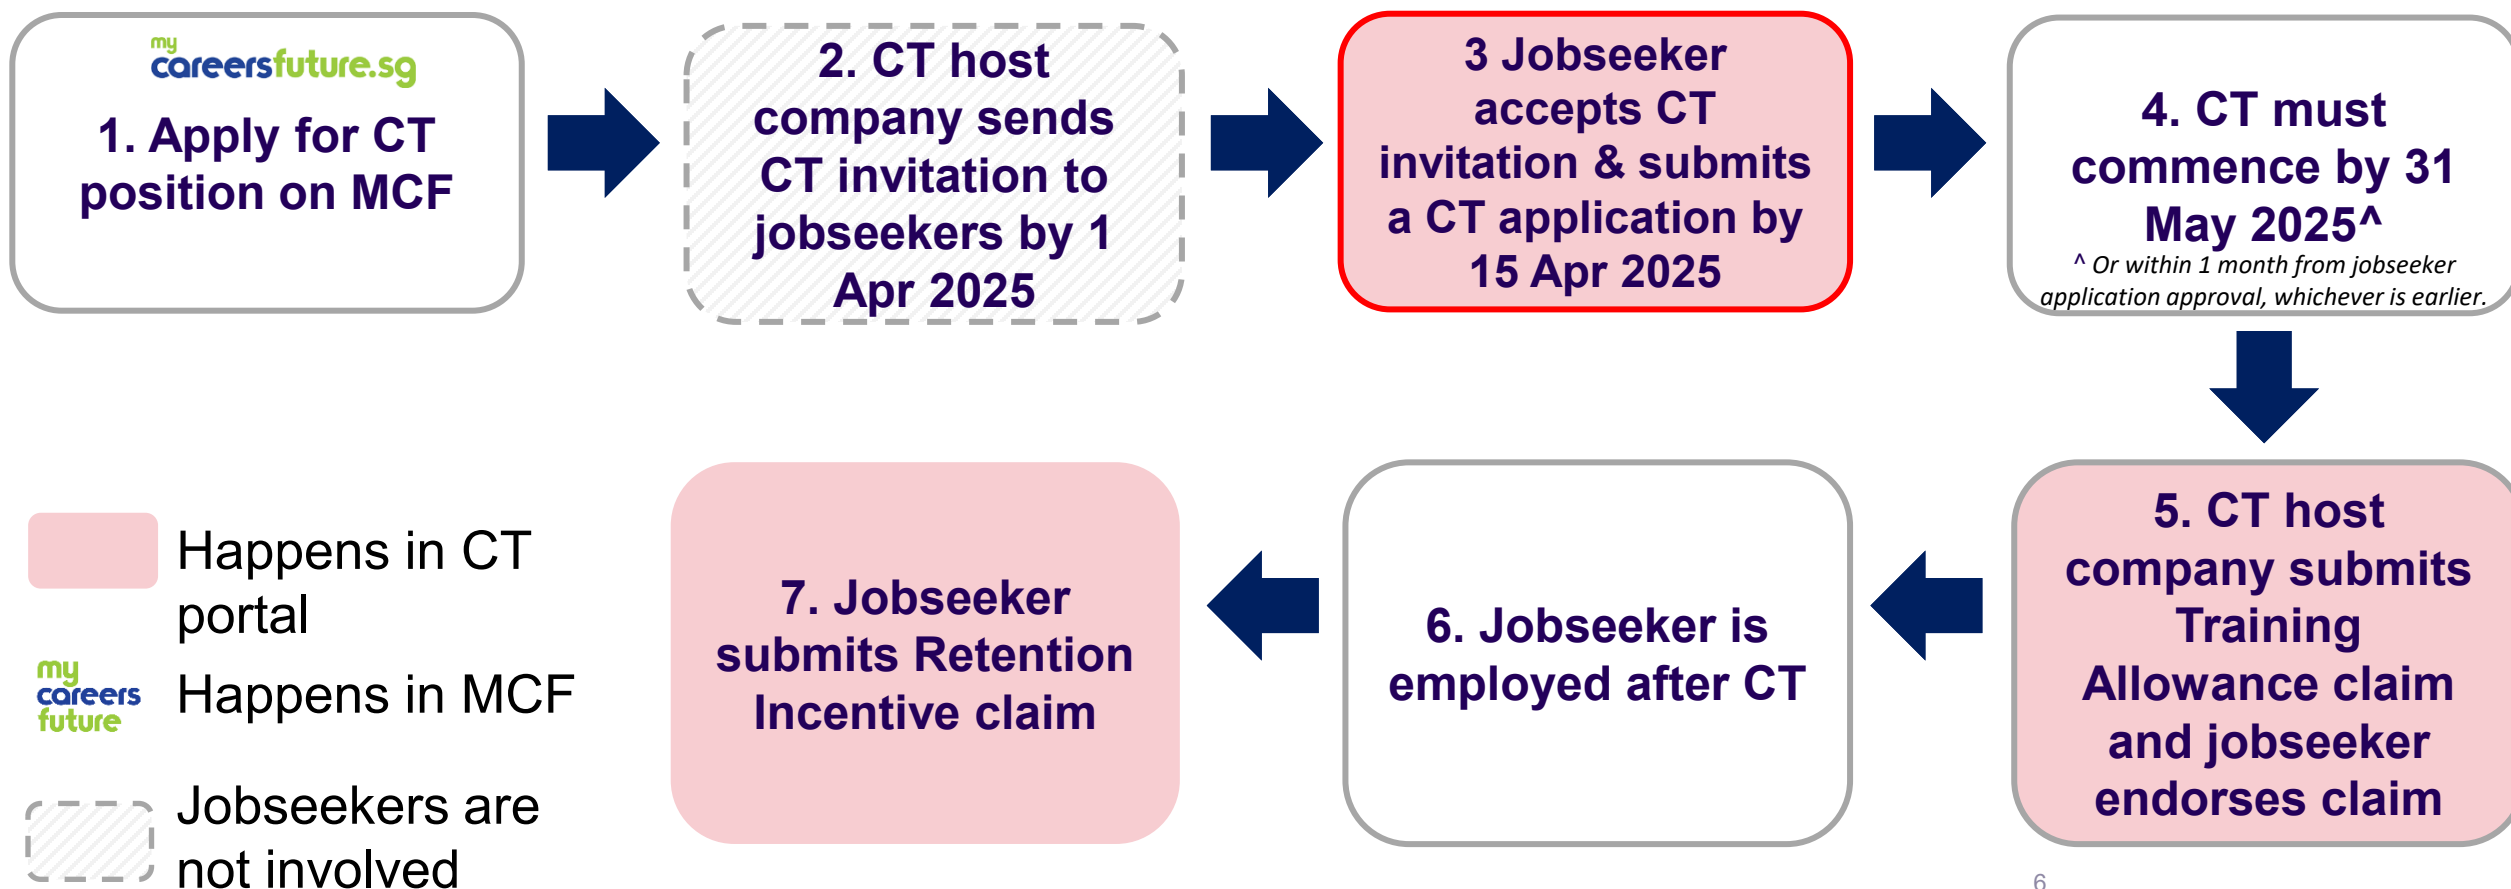 my
careersfuture.sg
1. Apply for CT
position on MCF
2. CT host
company sends
CT invitation to
jobseekers by 1
Apr 2025
3 Jobseeker
accepts CT
invitation & submits
a CT application by
15 Apr 2025
4. CT must
commence by 31
May 2025^
^ Or within 1 month from jobseeker
application approval, whichever is earlier.
5. CT host
company submits
Training
Allowance claim
and jobseeker
endorses claim
6. Jobseeker is
employed after CT
7. Jobseeker
submits Retention
Incentive claim
Happens in CT
portal
my
careers
future
Happens in MCF
Jobseekers are
not involved
6